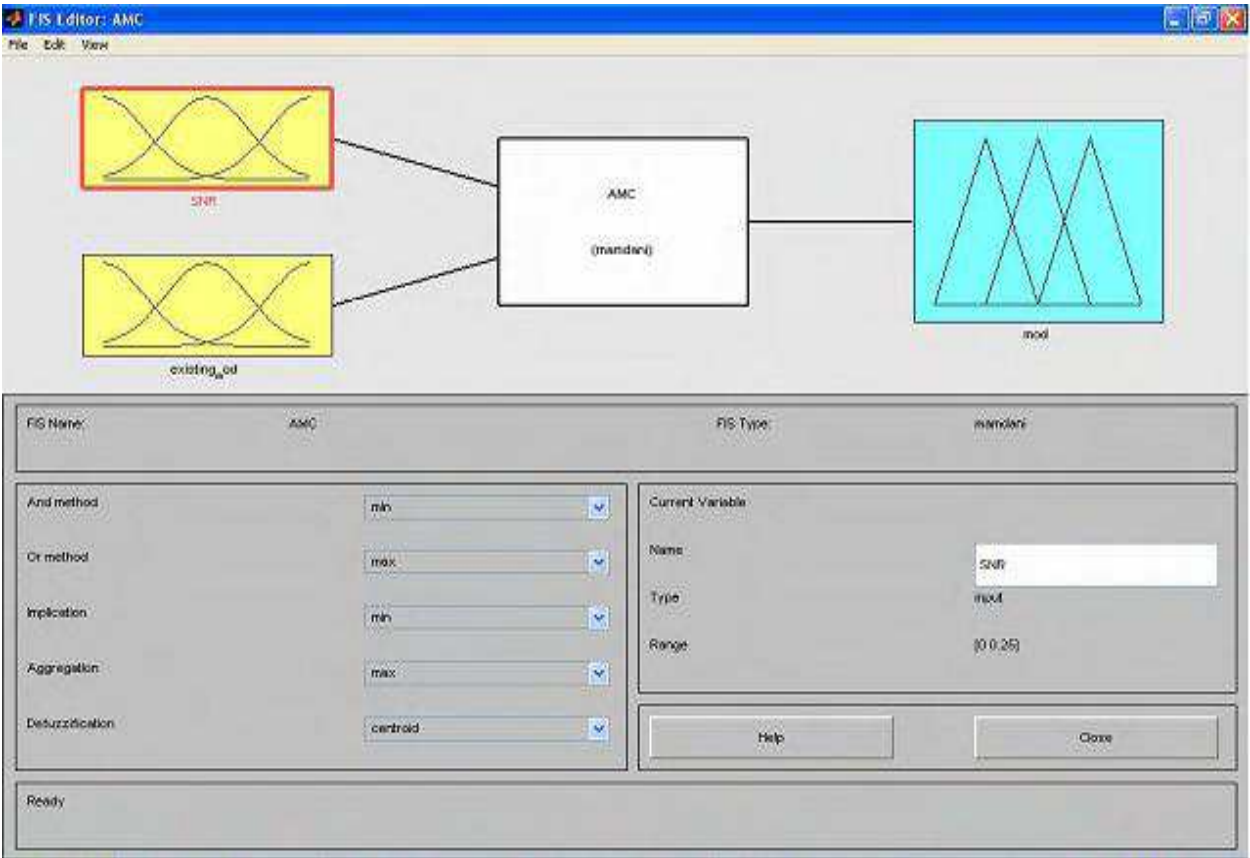 FIS Editor: AMC
File Edit View
SNR
AMC
(mamdani)
existing_mod
mod
FIS Name: AMC FIS Type: mamdani
And method min
Or method max
Implication min
Aggregation max
Defuzzification centroid
Current Variable
Name SNR
Type input
Range [0 0.25]
Help Close
Ready